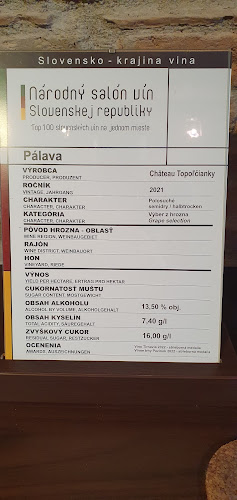 Slovensko - krajina vina
Národný salón vín
Slovenskej republiky
Top 100 slovenských vín na jednom mieste
Pálava
VÝROBCA
PRODUCER, PRODUZENT
Château Topoľčianky
ROČNÍK
VINTAGE, JAHRGANG
2021
CHARAKTER
CHARACTER, CHARAKTER
Polosuché
semidry / halbtrocken
KATEGÓRIA
CHARACTER, CHARAKTER
Výber z hrozna
Grape selection
PÔVOD HROZNA - OBLASŤ
WINE REGION, WEINBAUGEBIET
RAJÓN
WINE DISTRICT, WEINBAUORT
HON
VINEYARD, RIEDE
VÝNOS
YIELD PER HECTARE, ERTRAG PRO HEKTAR
CUKORNATOSŤ MUŠTU
SUGAR CONTENT, MOSTGEWICHT
OBSAH ALKOHOLU
ALCOHOL BY VOLUME, ALKOHOLGEHALT
13,50 % obj.
OBSAH KYSELÍN
TOTAL ACIDITY, SÄUREGEHALT
7,40 g/l
ZVYŠKOVÝ CUKOR
RESIDUAL SUGAR, RESTZUCKER
16,00 g/l
OCENENIA
AWARDS, AUSZEICHNUNGEN